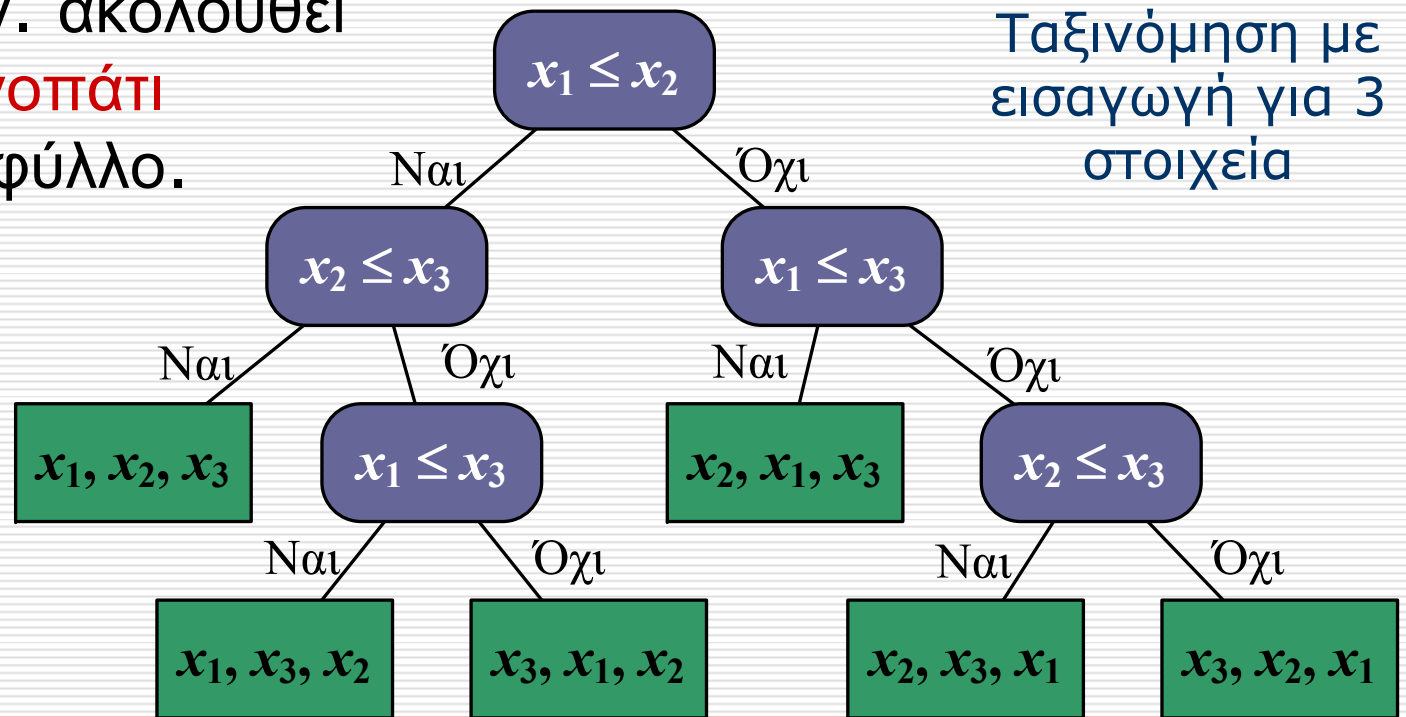 ακολουθεί
φύλλο.
Ταξινόμηση με
εισαγωγή για 3
στοιχεία
x₁ ≤ x₂
Ναι Όχι
x₂ ≤ x₃ x₁ ≤ x₃
Ναι Όχι Ναι Όχι
x₁, x₂, x₃ x₁ ≤ x₃ x₂, x₁, x₃ x₂ ≤ x₃
Ναι Όχι Ναι Όχι
x₁, x₃, x₂ x₃, x₁, x₂ x₂, x₃, x₁ x₃, x₂, x₁